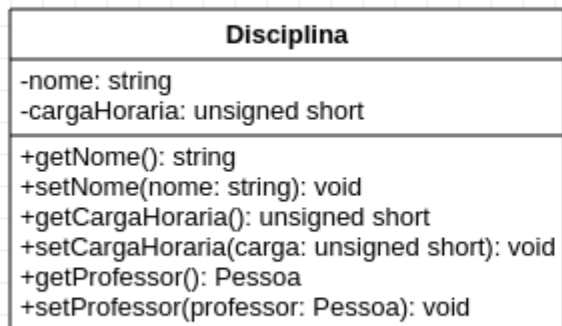 Disciplina
-nome: string
-cargaHoraria: unsigned short
+getNome(): string
+setNome(nome: string): void
+getCargaHoraria(): unsigned short
+setCargaHoraria(carga: unsigned short): void
+getProfessor(): Pessoa
+setProfessor(professor: Pessoa): void